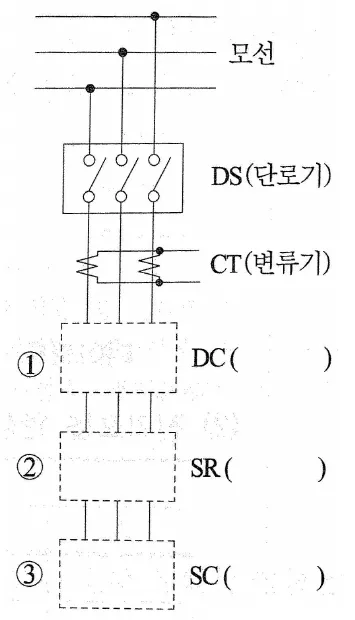 모선
DS(단로기)
CT(변류기)
① DC( )
② SR( )
③ SC( )